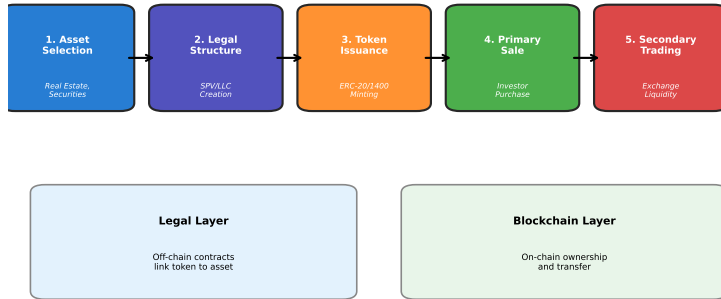 1. Asset
Selection
Real Estate,
Securities
2. Legal
Structure
SPV/LLC
Creation
3. Token
Issuance
ERC-20/1400
Minting
4. Primary
Sale
Investor
Purchase
5. Secondary
Trading
Exchange
Liquidity
Legal Layer
Off-chain contracts
link token to asset
Blockchain Layer
On-chain ownership
and transfer